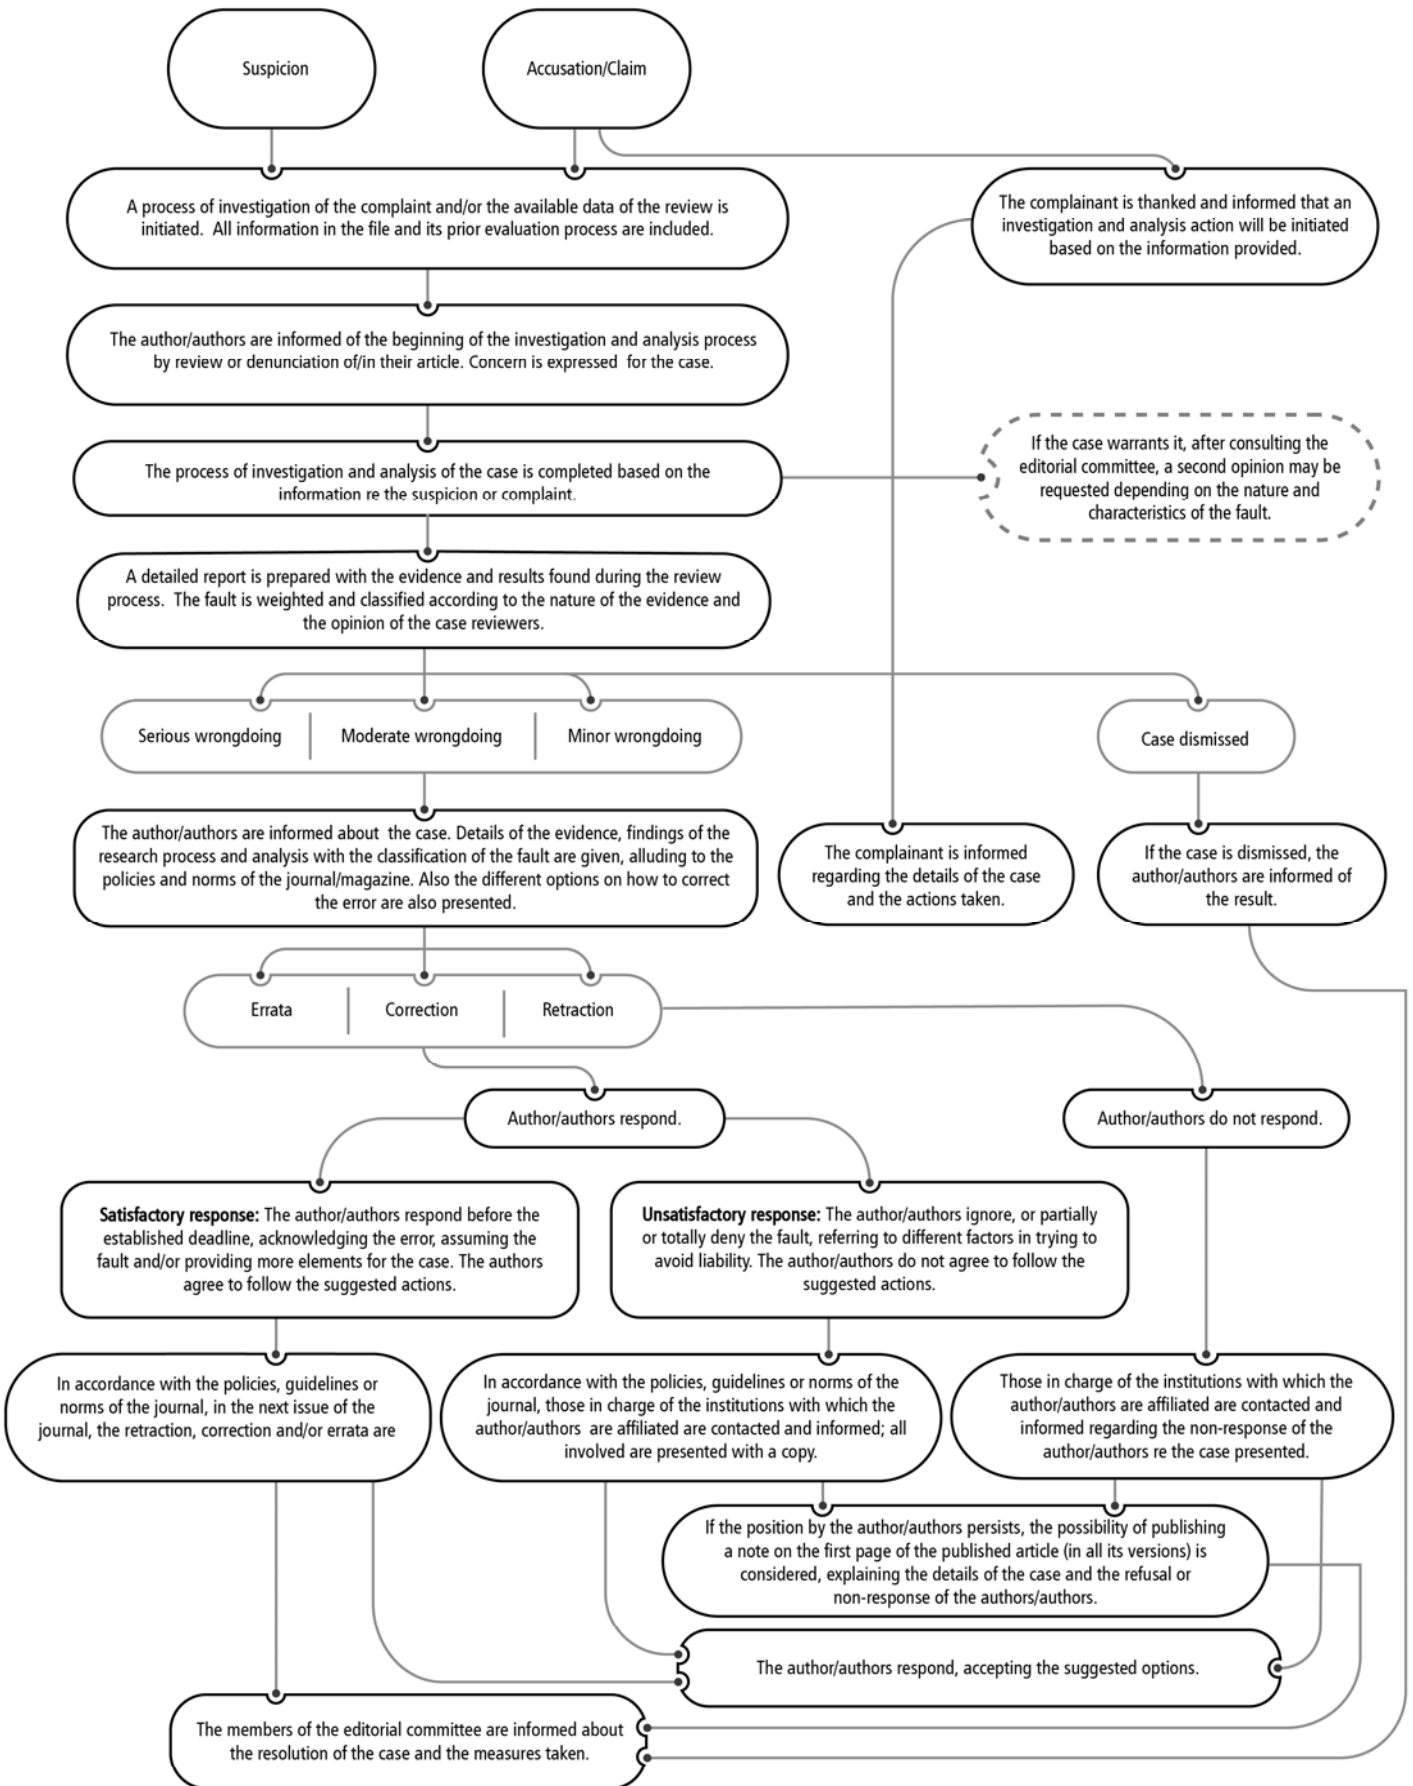 Suspicion
Accusation/Claim
A process of investigation of the complaint and/or the available data of the review is
initiated. All information in the file and its prior evaluation process are included.
The complainant is thanked and informed that an
investigation and analysis action will be initiated
based on the information provided.
The author/authors are informed of the beginning of the investigation and analysis process
by review or denunciation of/in their article. Concern is expressed for the case.
The process of investigation and analysis of the case is completed based on the
information re the suspicion or complaint.
If the case warrants it, after consulting the
editorial committee, a second opinion may be
requested depending on the nature and
characteristics of the fault.
A detailed report is prepared with the evidence and results found during the review
process. The fault is weighted and classified according to the nature of the evidence and
the opinion of the case reviewers.
Serious wrongdoing
Moderate wrongdoing
Minor wrongdoing
Case dismissed
The author/authors are informed about the case. Details of the evidence, findings of the
research process and analysis with the classification of the fault are given, alluding to the
policies and norms of the journal/magazine. Also the different options on how to correct
the error are also presented.
The complainant is informed
regarding the details of the case
and the actions taken.
If the case is dismissed, the
author/authors are informed of
the result.
Errata
Correction
Retraction
Author/authors respond.
Author/authors do not respond.
Satisfactory response: The author/authors respond before the
established deadline, acknowledging the error, assuming the
fault and/or providing more elements for the case. The authors
agree to follow the suggested actions.
Unsatisfactory response: The author/authors ignore, or partially
or totally deny the fault, referring to different factors in trying to
avoid liability. The author/authors do not agree to follow the
suggested actions.
In accordance with the policies, guidelines or
norms of the journal, in the next issue of the
journal, the retraction, correction and/or errata are
In accordance with the policies, guidelines or norms of the
journal, those in charge of the institutions with which the
author/authors are affiliated are contacted and informed; all
involved are presented with a copy.
Those in charge of the institutions with which the
author/authors are affiliated are contacted and
informed regarding the non-response of the
author/authors re the case presented.
If the position by the author/authors persists, the possibility of publishing
a note on the first page of the published article (in all its versions) is
considered, explaining the details of the case and the refusal or
non-response of the authors/authors.
The author/authors respond, accepting the suggested options.
The members of the editorial committee are informed about
the resolution of the case and the measures taken.